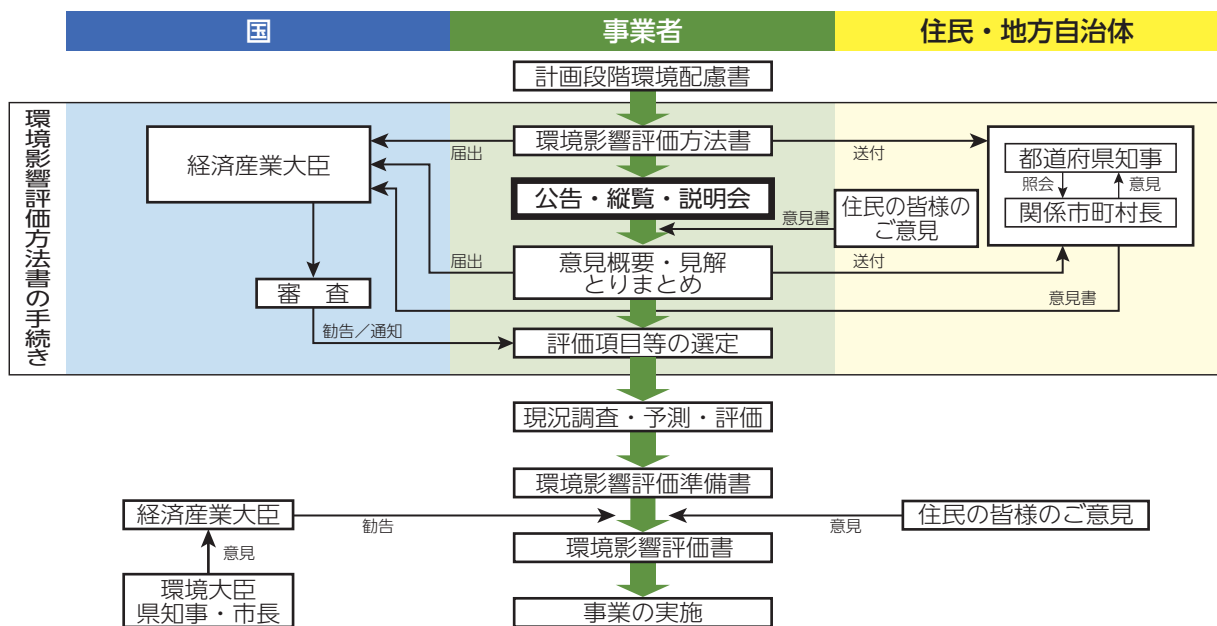 国
事業者
住民・地方自治体
計画段階環境配慮書
環境影響評価方法書の手続き
経済産業大臣
届出
環境影響評価方法書
送付
都道府県知事
照会
意見
関係市町村長
公告・縦覧・説明会
意見書
住民の皆様の
ご意見
届出
意見概要・見解
とりまとめ
送付
審　査
意見書
勧告／通知
評価項目等の選定
現況調査・予測・評価
環境影響評価準備書
経済産業大臣
勧告
意見
住民の皆様のご意見
意見
環境影響評価書
環境大臣
県知事・市長
事業の実施